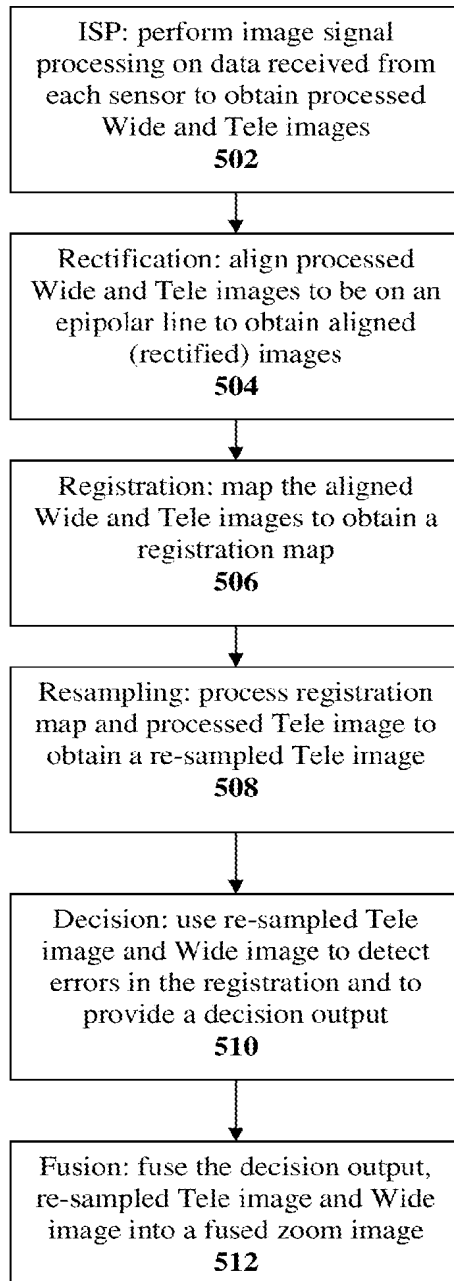 ISP: perform image signal
processing on data received from
each sensor to obtain processed
Wide and Tele images
502
Rectification: align processed
Wide and Tele images to be on an
epipolar line to obtain aligned
(rectified) images
504
Registration: map the aligned
Wide and Tele images to obtain a
registration map
506
Resampling: process registration
map and processed Tele image to
obtain a re-sampled Tele image
508
Decision: use re-sampled Tele
image and Wide image to detect
errors in the registration and to
provide a decision output
510
Fusion: fuse the decision output,
re-sampled Tele image and Wide
image into a fused zoom image
512